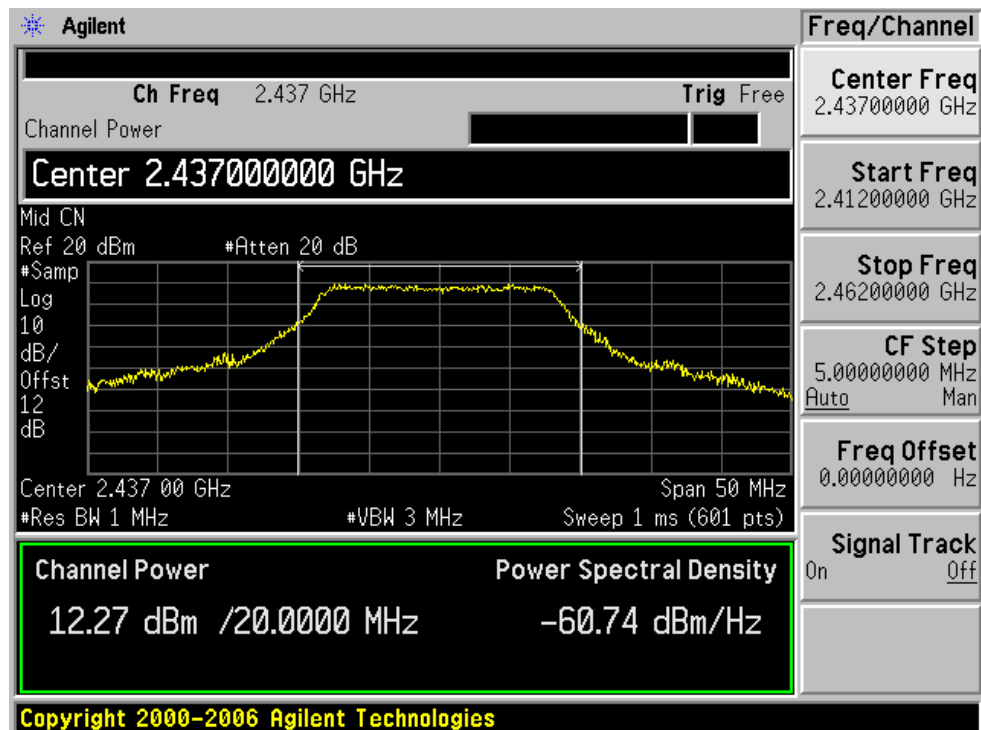 Agilent
Freq/Channel
Ch Freq 2.437 GHz Trig Free
Channel Power
Center 2.437000000 GHz
Mid CN
Ref 20 dBm #Atten 20 dB
#Samp
Log
10
dB/
Offst
12
dB
Center 2.437 00 GHz Span 50 MHz
#Res BW 1 MHz #VBW 3 MHz Sweep 1 ms (601 pts)
Channel Power Power Spectral Density
12.27 dBm /20.0000 MHz -60.74 dBm/Hz
Copyright 2000-2006 Agilent Technologies
Center Freq
2.43700000 GHz
Start Freq
2.41200000 GHz
Stop Freq
2.46200000 GHz
CF Step
5.00000000 MHz
Auto Man
Freq Offset
0.00000000 Hz
Signal Track
On Off